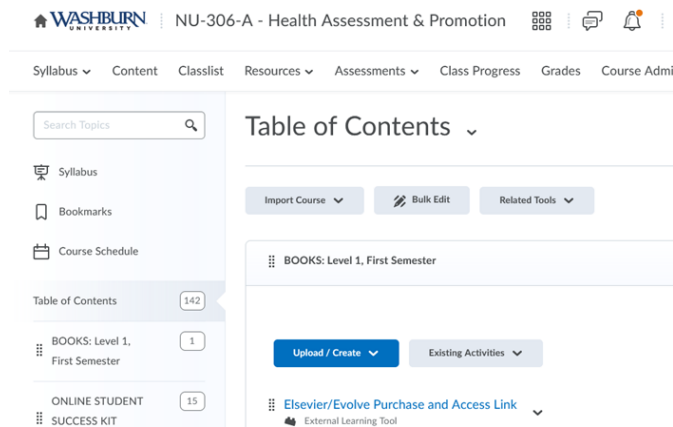 WASHBURN
UNIVERSITY
NU-306-A - Health Assessment & Promotion
Syllabus Content Classlist Resources Assessments Class Progress Grades Course Admi
Search Topics
Syllabus
Bookmarks
Course Schedule
Table of Contents 142
BOOKS: Level 1, 1
First Semester
ONLINE STUDENT 15
SUCCESS KIT
Table of Contents
Import Course Bulk Edit Related Tools
BOOKS: Level 1, First Semester
Upload / Create Existing Activities
Elsevier/Evolve Purchase and Access Link
External Learning Tool